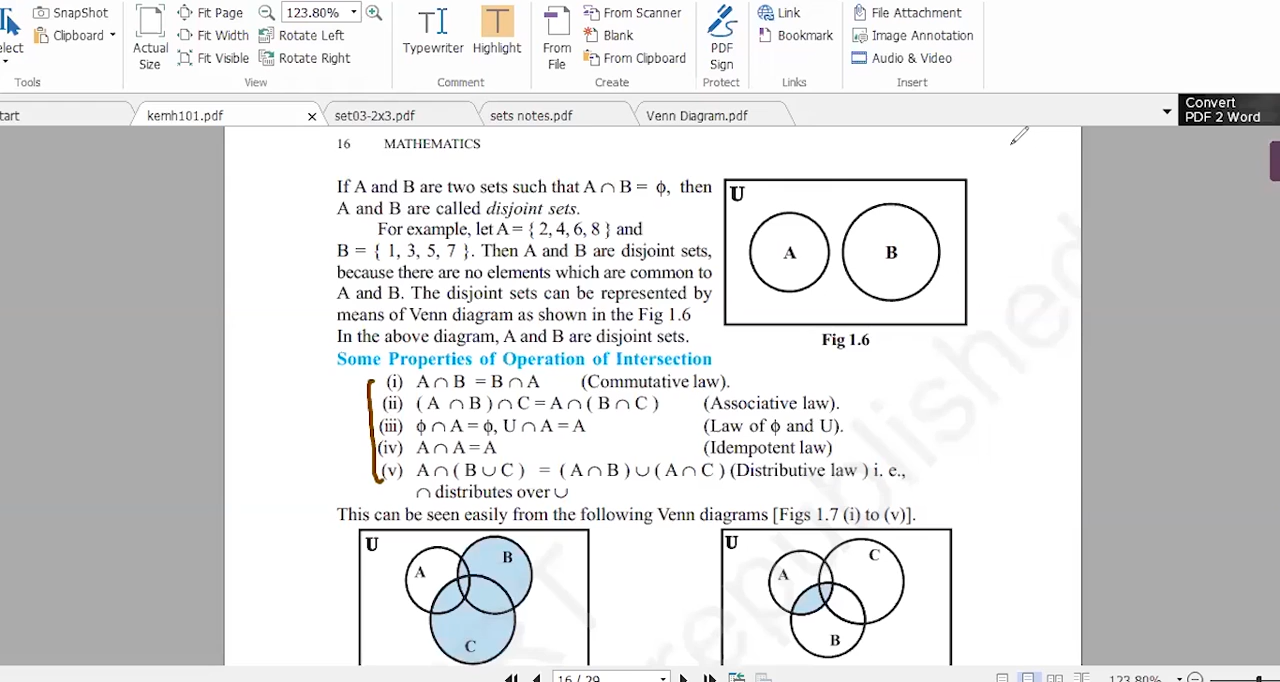 SnapShot
Clipboard
Tools
Actual Size
Fit Page
Fit Width
Fit Visible
123.80%
Rotate Left
Rotate Right
View
Typewriter
Highlight
Comment
From File
From Scanner
Blank
From Clipboard
Create
PDF Sign
Protect
Link
Bookmark
Links
File Attachment
Image Annotation
Audio & Video
Insert
kemh101.pdf
set03-2x3.pdf
sets notes.pdf
Venn Diagram.pdf
Convert
PDF 2 Word
16 MATHEMATICS
If A and B are two sets such that A ∩ B = ϕ, then
A and B are called disjoint sets.
For example, let A = { 2, 4, 6, 8 } and
B = { 1, 3, 5, 7 }. Then A and B are disjoint sets,
because there are no elements which are common to
A and B. The disjoint sets can be represented by
means of Venn diagram as shown in the Fig 1.6
In the above diagram, A and B are disjoint sets.
U
A
B
Fig 1.6
Some Properties of Operation of Intersection
(i) A ∩ B = B ∩ A (Commutative law).
(ii) ( A ∩ B ) ∩ C = A ∩ ( B ∩ C ) (Associative law).
(iii) ϕ ∩ A = ϕ, U ∩ A = A (Law of ϕ and U).
(iv) A ∩ A = A (Idempotent law)
(v) A ∩ ( B ∪ C ) = ( A ∩ B ) ∪ ( A ∩ C ) (Distributive law ) i. e.,
∩ distributes over ∪
This can be seen easily from the following Venn diagrams [Figs 1.7 (i) to (v)].
U
A
B
C
U
A
C
B
16 / 29
123.80%